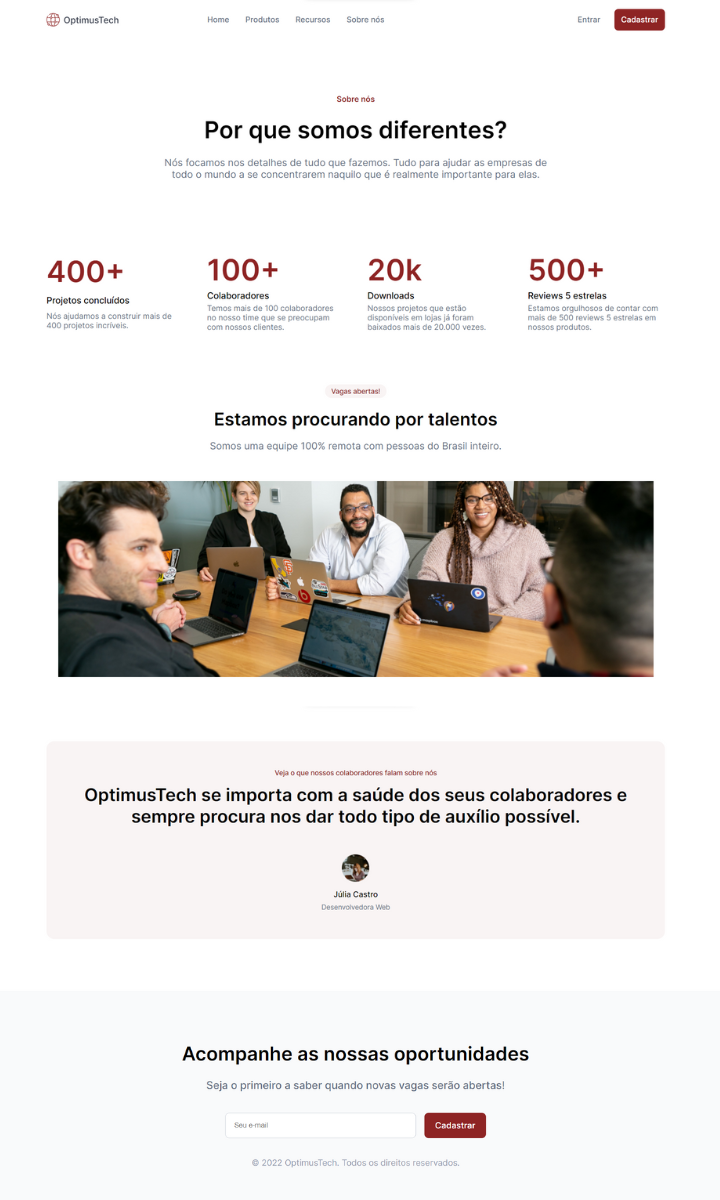 OptimusTech
Home Produtos Recursos Sobre nós
Entrar Cadastrar
Sobre nós
Por que somos diferentes?
Nós focamos nos detalhes de tudo que fazemos. Tudo para ajudar as empresas de
todo o mundo a se concentrarem naquilo que é realmente importante para elas.
400+
Projetos concluídos
Nós ajudamos a construir mais de
400 projetos incríveis.
100+
Colaboradores
Temos mais de 100 colaboradores
no nosso time que se preocupam
com nossos clientes.
20k
Downloads
Nossos projetos que estão
disponíveis em lojas já foram
baixados mais de 20.000 vezes.
500+
Reviews 5 estrelas
Estamos orgulhosos de contar com
mais de 500 reviews 5 estrelas em
nossos produtos.
Vagas abertas!
Estamos procurando por talentos
Somos uma equipe 100% remota com pessoas do Brasil inteiro.
Veja o que nossos colaboradores falam sobre nós
OptimusTech se importa com a saúde dos seus colaboradores e
sempre procura nos dar todo tipo de auxílio possível.
Júlia Castro
Desenvolvedora Web
Acompanhe as nossas oportunidades
Seja o primeiro a saber quando novas vagas serão abertas!
Seu e-mail
Cadastrar
© 2022 OptimusTech. Todos os direitos reservados.